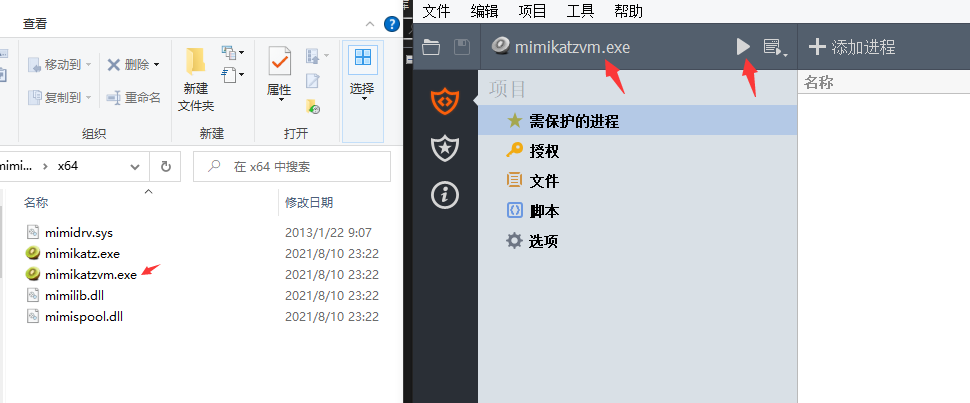 查看
移动到
复制到
删除
重命名
组织
新建
文件夹
新建
属性
打开
选择
mimi... > x64
在 x64 中搜索
名称 修改日期
mimidrv.sys 2013/1/22 9:07
mimikatz.exe 2021/8/10 23:22
mimikatzvm.exe 2021/8/10 23:22
mimilib.dll 2021/8/10 23:22
mimispool.dll 2021/8/10 23:22
文件 编辑 项目 工具 帮助
mimikatzvm.exe
添加进程
项目
需保护的进程
授权
文件
脚本
选项
名称